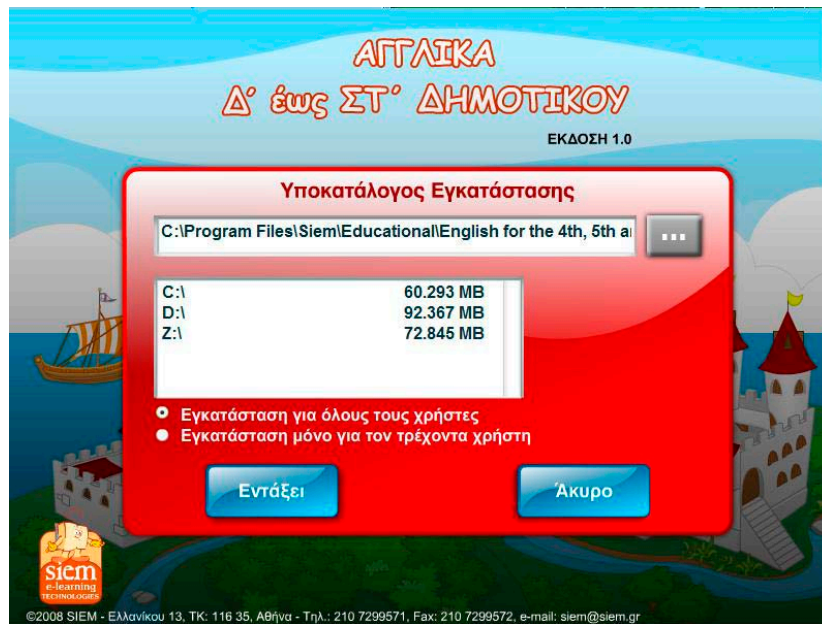 ΑΓΓΛΙΚΑ
Δ΄ έως ΣΤ΄ ΔΗΜΟΤΙΚΟΥ
ΕΚΔΟΣΗ 1.0
Υποκατάλογος Εγκατάστασης
C:\Program Files\Siem\Educational\English for the 4th, 5th a
...
C:\ 60.293 MB
D:\ 92.367 MB
Z:\ 72.845 MB
Εγκατάσταση για όλους τους χρήστες
Εγκατάσταση μόνο για τον τρέχοντα χρήστη
Εντάξει Άκυρο
siem
e-learning
TECHNOLOGIES
©2008 SIEM - Ελλανίκου 13, ΤΚ: 116 35, Αθήνα - Τηλ.: 210 7299571, Fax: 210 7299572, e-mail: siem@siem.gr